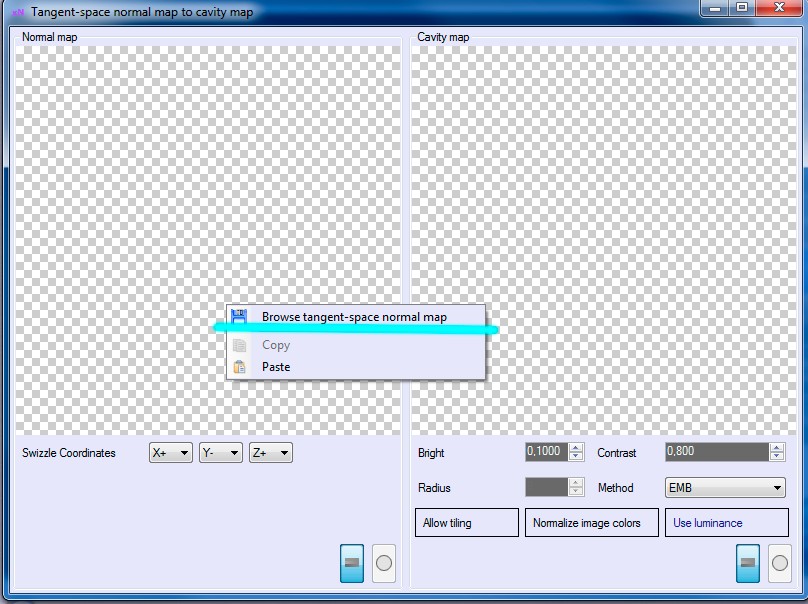 xN Tangent-space normal map to cavity map
Normal map
Cavity map
Browse tangent-space normal map
Copy
Paste
Swizzle Coordinates X+ Y- Z+
Bright 0,1000 Contrast 0,800
Radius Method EMB
Allow tiling Normalize image colors Use luminance